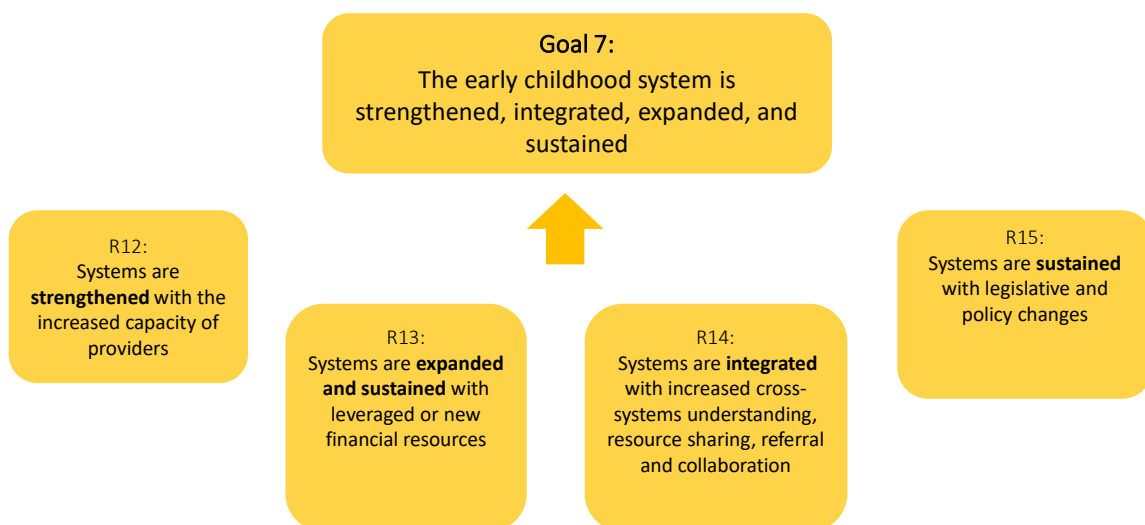 Goal 7:
The early childhood system is
strengthened, integrated, expanded, and
sustained
R12:
Systems are
strengthened with the
increased capacity of
providers
R13:
Systems are expanded
and sustained with
leveraged or new
financial resources
R14:
Systems are integrated
with increased cross-
systems understanding,
resource sharing, referral
and collaboration
R15:
Systems are sustained
with legislative and
policy changes